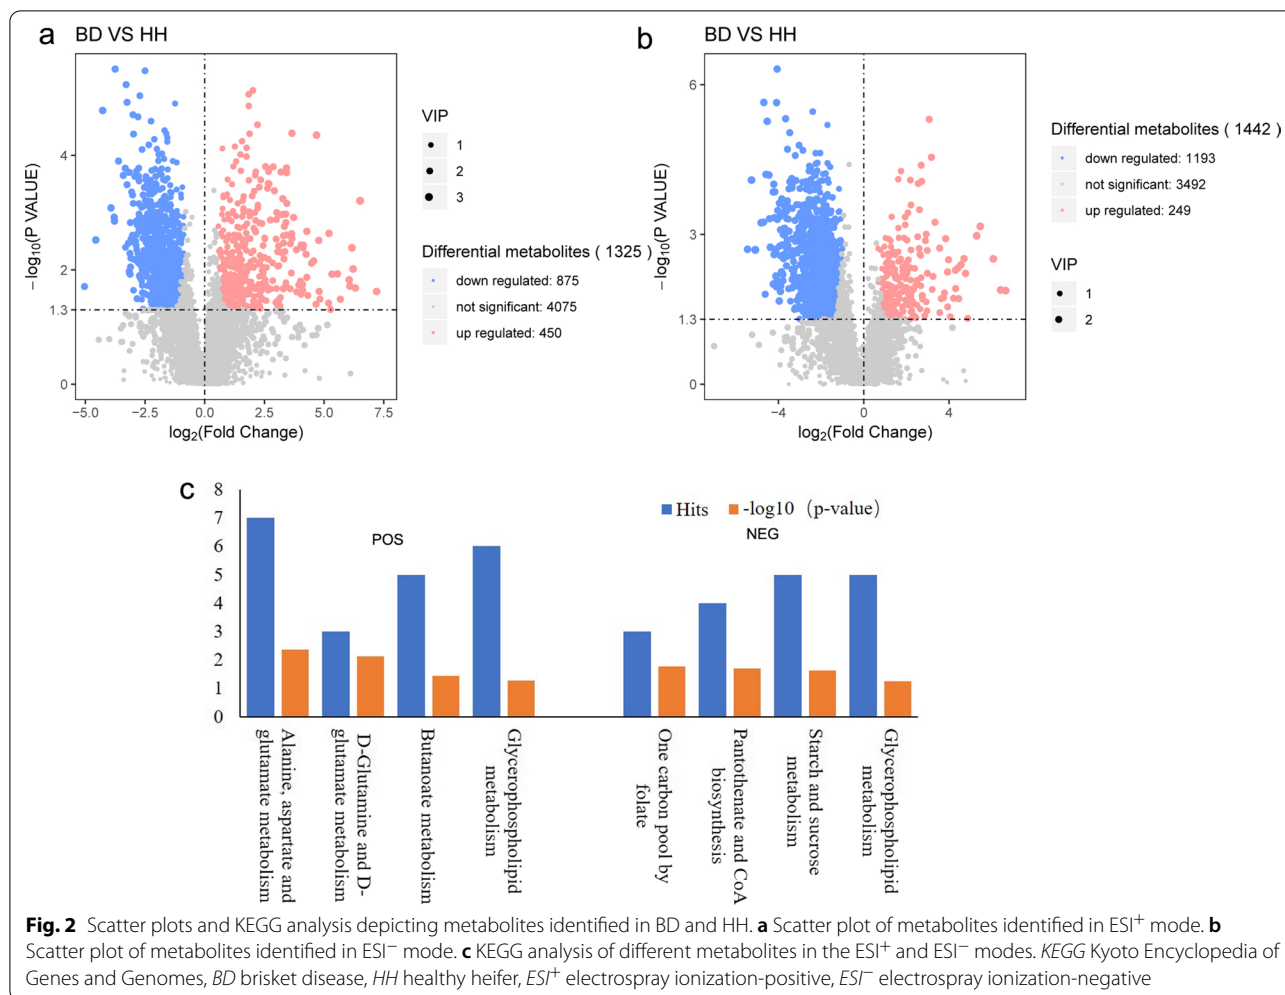 a
BD VS HH
−log10(P VALUE)
4
2
1.3
0
−5.0
−2.5
0.0
2.5
5.0
7.5
log2(Fold Change)
VIP
1
2
3
Differential metabolites ( 1325 )
down regulated: 875
not significant: 4075
up regulated: 450
b
BD VS HH
−log10(P VALUE)
6
3
1.3
0
−4
0
4
log2(Fold Change)
Differential metabolites ( 1442 )
down regulated: 1193
not significant: 3492
up regulated: 249
VIP
1
2
c
8
7
6
5
4
3
2
1
0
Hits
-log10（p-value）
POS
NEG
Alanine, aspartate and
glutamate metabolism
D-Glutamine and D-
glutamate metabolism
Butanoate metabolism
Glycerophospholipid
metabolism
One carbon pool by
folate
Pantothenate and CoA
biosynthesis
Starch and sucrose
metabolism
Glycerophospholipid
metabolism
Fig. 2 Scatter plots and KEGG analysis depicting metabolites identified in BD and HH. a Scatter plot of metabolites identified in ESI+ mode. b
Scatter plot of metabolites identified in ESI− mode. c KEGG analysis of different metabolites in the ESI+ and ESI− modes. KEGG Kyoto Encyclopedia of
Genes and Genomes, BD brisket disease, HH healthy heifer, ESI+ electrospray ionization-positive, ESI− electrospray ionization-negative